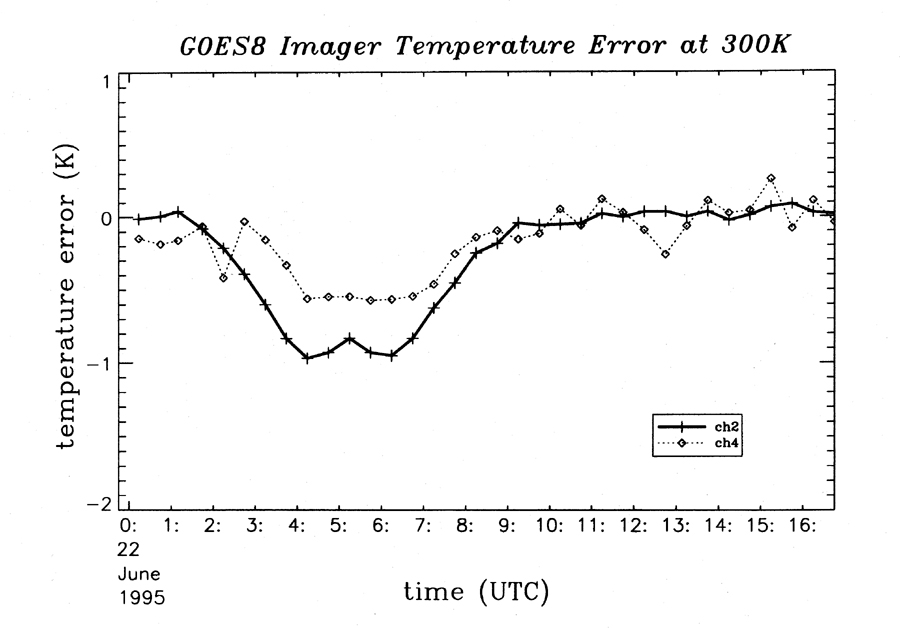 GOES8 Imager Temperature Error at 300K
1
0
−1
−2
temperature error (K)
ch2
ch4
0: 1: 2: 3: 4: 5: 6: 7: 8: 9: 10: 11: 12: 13: 14: 15: 16:
22
June
1995
time (UTC)